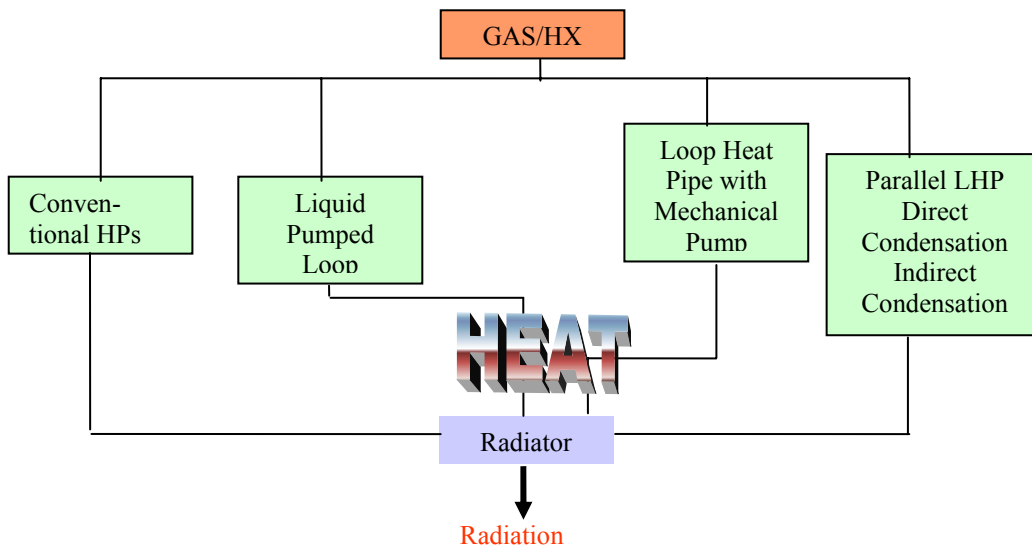 GAS/HX
Conven-
tional HPs
Liquid
Pumped
Loop
Loop Heat
Pipe with
Mechanical
Pump
Parallel LHP
Direct
Condensation
Indirect
Condensation
HEAT
Radiator
Radiation